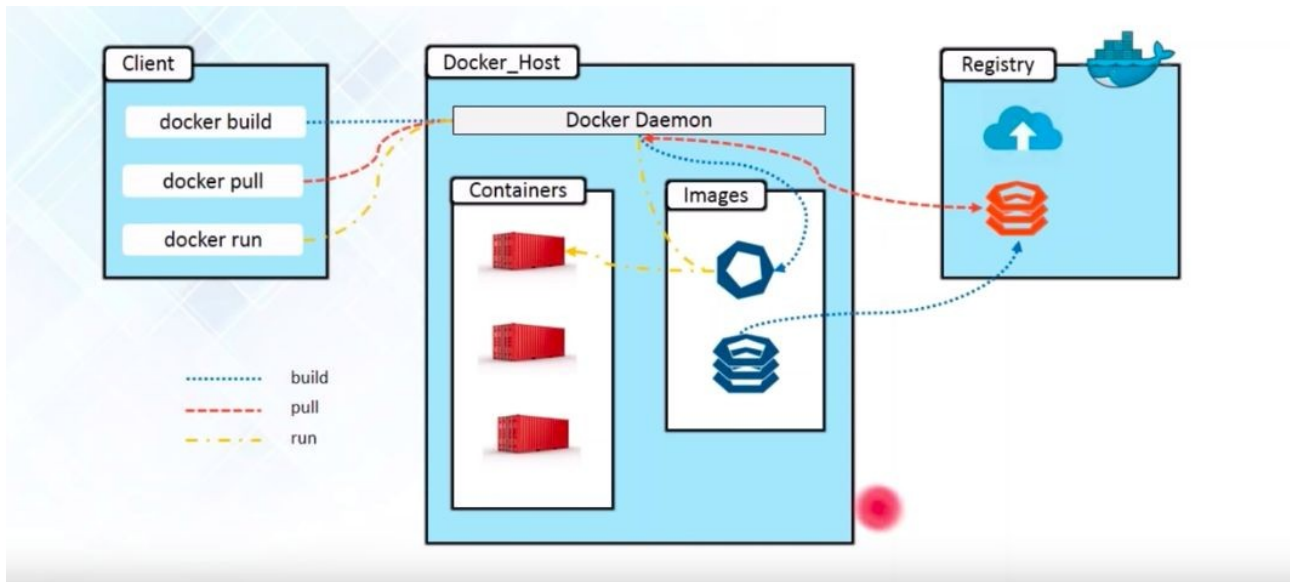 Client
docker build
docker pull
docker run
Docker_Host
Docker Daemon
Containers
Images
Registry
build
pull
run